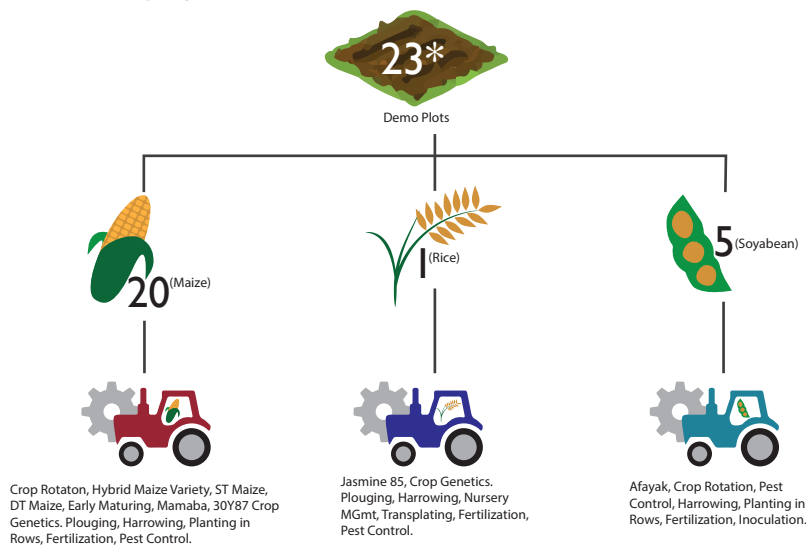 23*
Demo Plots
20 (Maize)
1 (Rice)
5 (Soyabean)
Crop Rotaton, Hybrid Maize Variety, ST Maize,
DT Maize, Early Maturing, Mamaba, 30Y87 Crop
Genetics. Plouging, Harrowing, Planting in
Rows, Fertilization, Pest Control.
Jasmine 85, Crop Genetics.
Plouging, Harrowing, Nursery
MGmt, Transplating, Fertilization,
Pest Control.
Afayak, Crop Rotation, Pest
Control, Harrowing, Planting in
Rows, Fertilization, Inoculation.